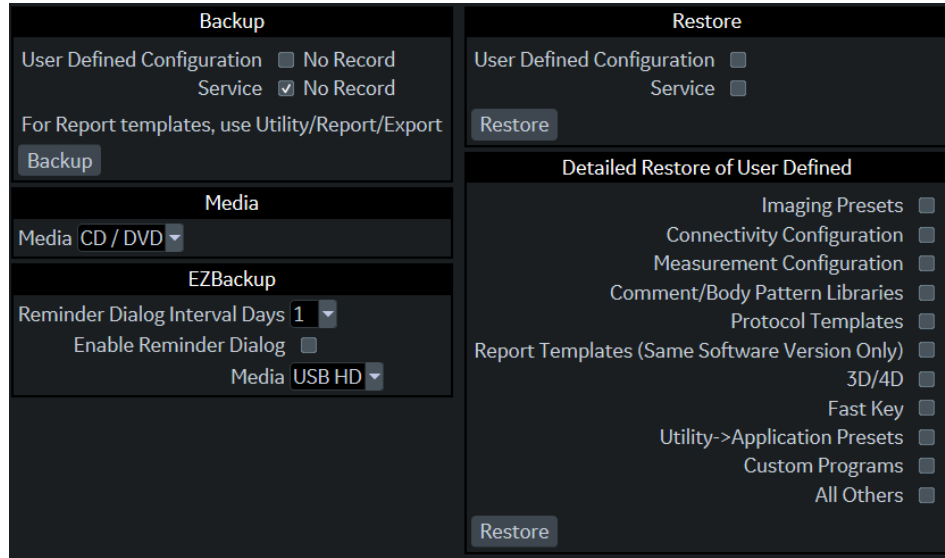 Backup
User Defined Configuration No Record
Service No Record
For Report templates, use Utility/Report/Export
Backup
Media
Media CD / DVD
EZBackup
Reminder Dialog Interval Days 1
Enable Reminder Dialog
Media USB HD
Restore
User Defined Configuration
Service
Restore
Detailed Restore of User Defined
Imaging Presets
Connectivity Configuration
Measurement Configuration
Comment/Body Pattern Libraries
Protocol Templates
Report Templates (Same Software Version Only)
3D/4D
Fast Key
Utility->Application Presets
Custom Programs
All Others
Restore